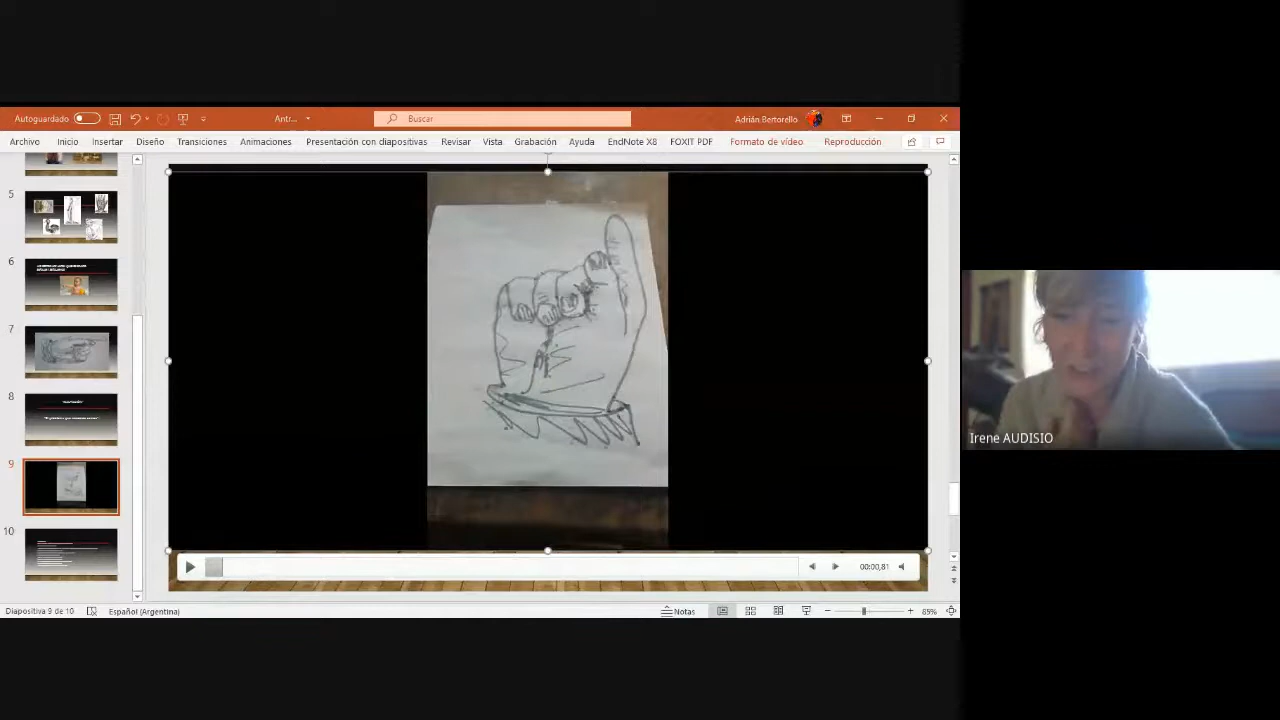 Autoguardado
Antr...
Buscar
Adrián Bertorello
Archivo Inicio Insertar Diseño Transiciones Animaciones Presentación con diapositivas Revisar Vista Grabación Ayuda EndNote X8 FOXIT PDF Formato de vídeo Reproducción
5
6
7
8
9
10
Irene AUDISIO
00:00,81
Diapositiva 9 de 10 Español (Argentina) Notas 85%